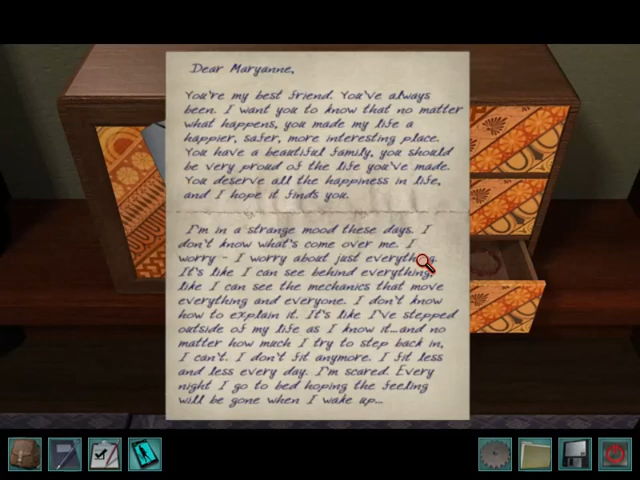 Dear Maryanne,
You're my best friend. You've always
been. I want you to know that no matter
what happens, you made my life a
happier, safer, more interesting place.
You have a beautiful family, you should
be very proud of the life you've made.
You deserve all the happiness in life,
and I hope it finds you.
I'm in a strange mood these days. I
don't know what's come over me. I
worry - I worry about just everything.
It's like I can see behind everything,
like I can see the mechanics that move
everything and everyone. I don't know
how to explain it. It's like I've stepped
outside of my life as I know it...and no
matter how much I try to step back in,
I can't. I don't fit anymore. I fit less
and less every day. I'm scared. Every
night I go to bed hoping the feeling
will be gone when I wake up...